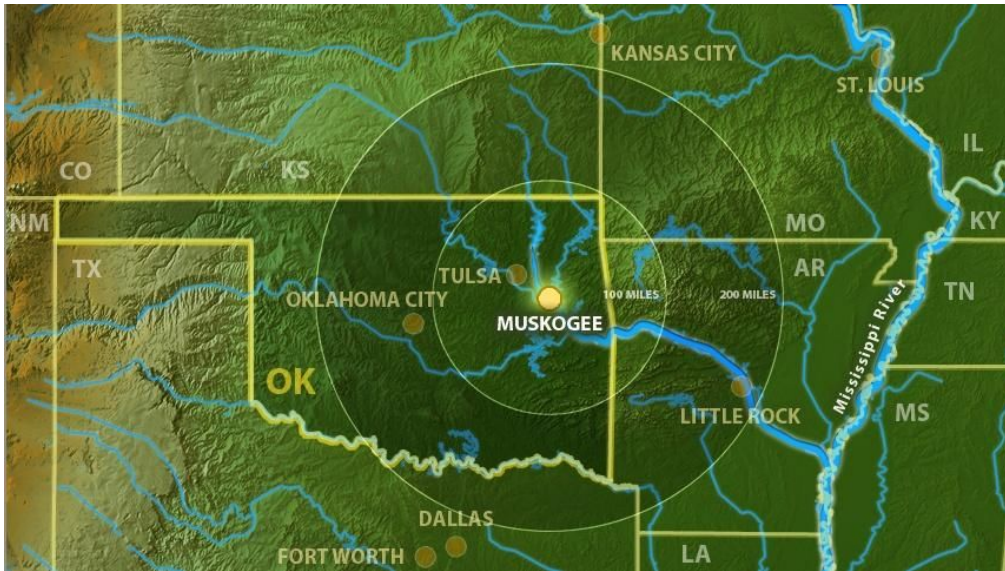 KANSAS CITY
ST. LOUIS
IL
CO
KS
NM
MO
KY
TX
TULSA
AR
OKLAHOMA CITY
100 MILES
200 MILES
TN
MUSKOGEE
Mississippi River
OK
LITTLE ROCK
MS
DALLAS
FORT WORTH
LA